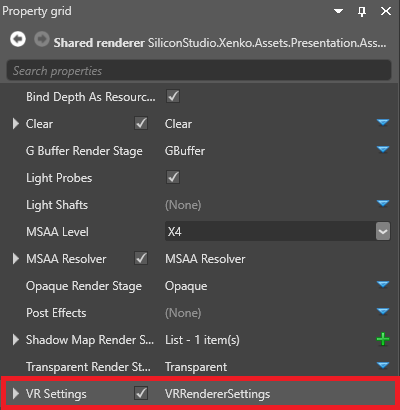 Property grid
Shared renderer SiliconStudio.Xenko.Assets.Presentation.Ass...
Search properties
Bind Depth As Resourc...
Clear Clear
G Buffer Render Stage GBuffer
Light Probes
Light Shafts (None)
MSAA Level X4
MSAA Resolver MSAA Resolver
Opaque Render Stage Opaque
Post Effects (None)
Shadow Map Render S... List - 1 item(s)
Transparent Render St... Transparent
VR Settings VRRendererSettings